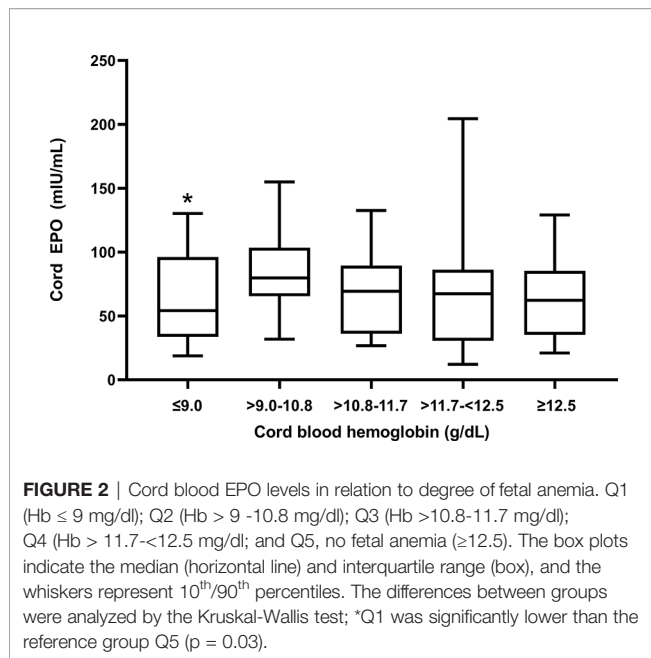 250
200
150
100
50
0
Cord EPO (mIU/mL)
*
≤9.0 >9.0-10.8 >10.8-11.7 >11.7-<12.5 ≥12.5
Cord blood hemoglobin (g/dL)
FIGURE 2 | Cord blood EPO levels in relation to degree of fetal anemia. Q1
(Hb ≤ 9 mg/dl); Q2 (Hb > 9 -10.8 mg/dl); Q3 (Hb >10.8-11.7 mg/dl);
Q4 (Hb > 11.7-<12.5 mg/dl; and Q5, no fetal anemia (≥12.5). The box plots
indicate the median (horizontal line) and interquartile range (box), and the
whiskers represent 10th/90th percentiles. The differences between groups
were analyzed by the Kruskal-Wallis test; *Q1 was significantly lower than the
reference group Q5 (p = 0.03).